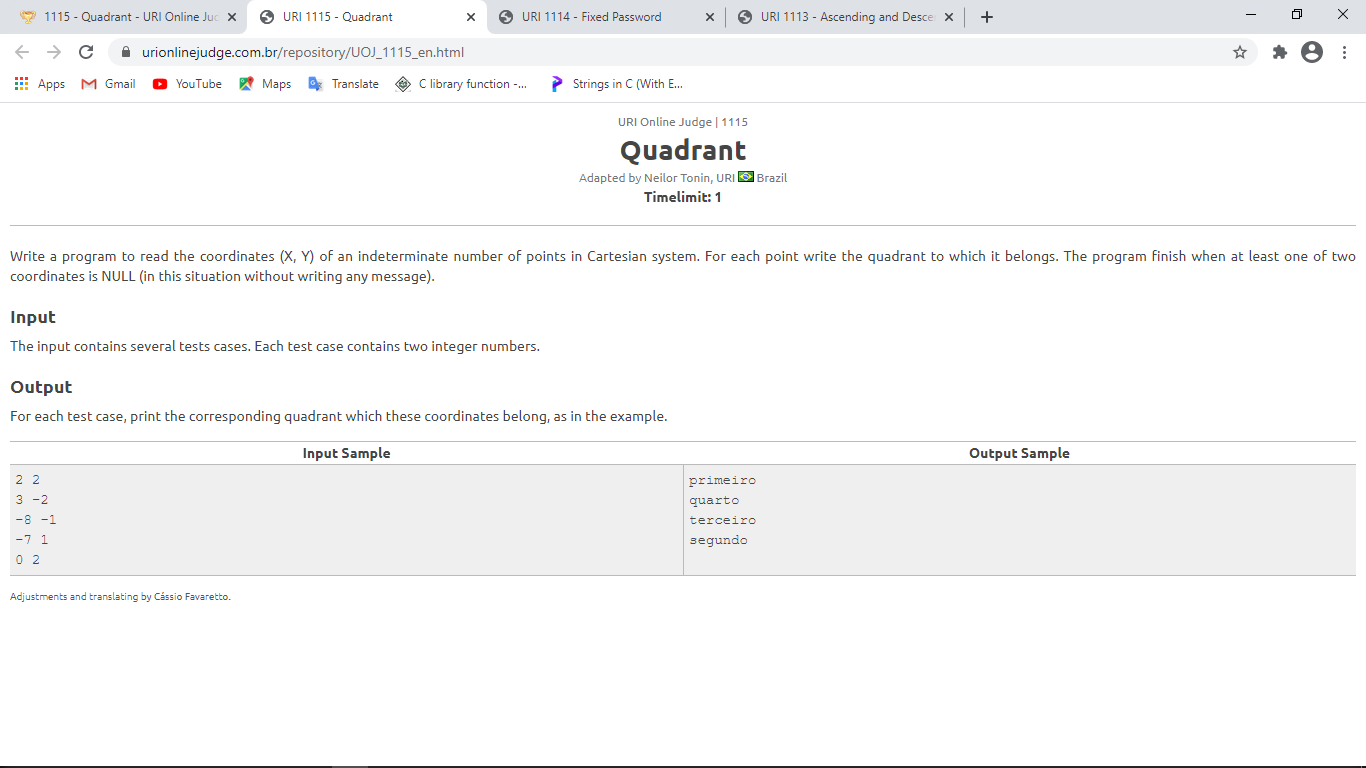 1115 - Quadrant - URI Online Juc
URI 1115 - Quadrant
URI 1114 - Fixed Password
URI 1113 - Ascending and Desce
urionlinejudge.com.br/repository/UOJ_1115_en.html
Apps
Gmail
YouTube
Maps
Translate
C library function -...
Strings in C (With E...
URI Online Judge | 1115
Quadrant
Adapted by Neilor Tonin, URI Brazil
Timelimit: 1
Write a program to read the coordinates (X, Y) of an indeterminate number of points in Cartesian system. For each point write the quadrant to which it belongs. The program finish when at least one of two
coordinates is NULL (in this situation without writing any message).
Input
The input contains several tests cases. Each test case contains two integer numbers.
Output
For each test case, print the corresponding quadrant which these coordinates belong, as in the example.
Input Sample
Output Sample
2 2
3 -2
-8 -1
-7 1
0 2
primeiro
quarto
terceiro
segundo
Adjustments and translating by Cássio Favaretto.